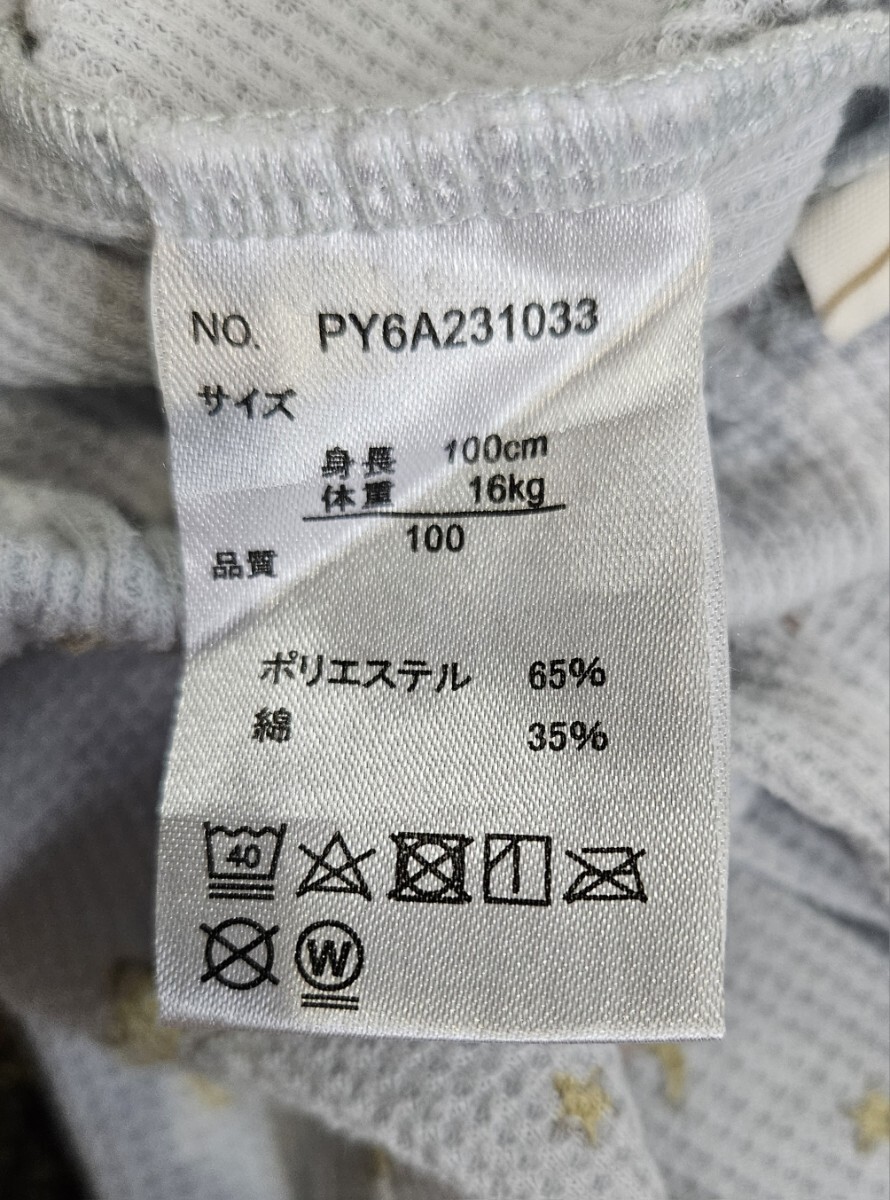 NO. PY6A231033
サイズ
身長 100cm
体重 16kg
100
品質
ポリエステル 65%
綿 35%
40
W